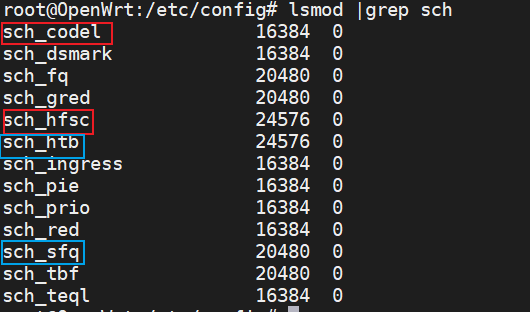 root@OpenWrt:/etc/config# lsmod |grep sch
sch_codel 16384 0
sch_dsmark 16384 0
sch_fq 20480 0
sch_gred 20480 0
sch_hfsc 24576 0
sch_htb 24576 0
sch_ingress 16384 0
sch_pie 16384 0
sch_prio 16384 0
sch_red 16384 0
sch_sfq 20480 0
sch_tbf 20480 0
sch_teql 16384 0